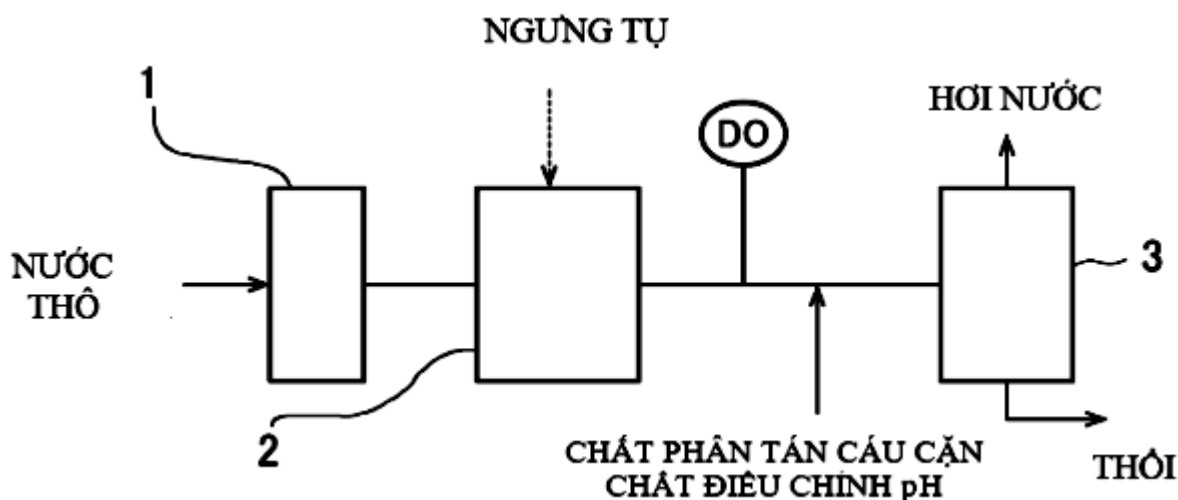 NGƯNG TỤ
1
DO
HƠI NƯỚC
NƯỚC
THÔ
3
2
CHẤT PHÂN TÁN CÁU CẶN
CHẤT ĐIỀU CHỈNH pH
THỔI